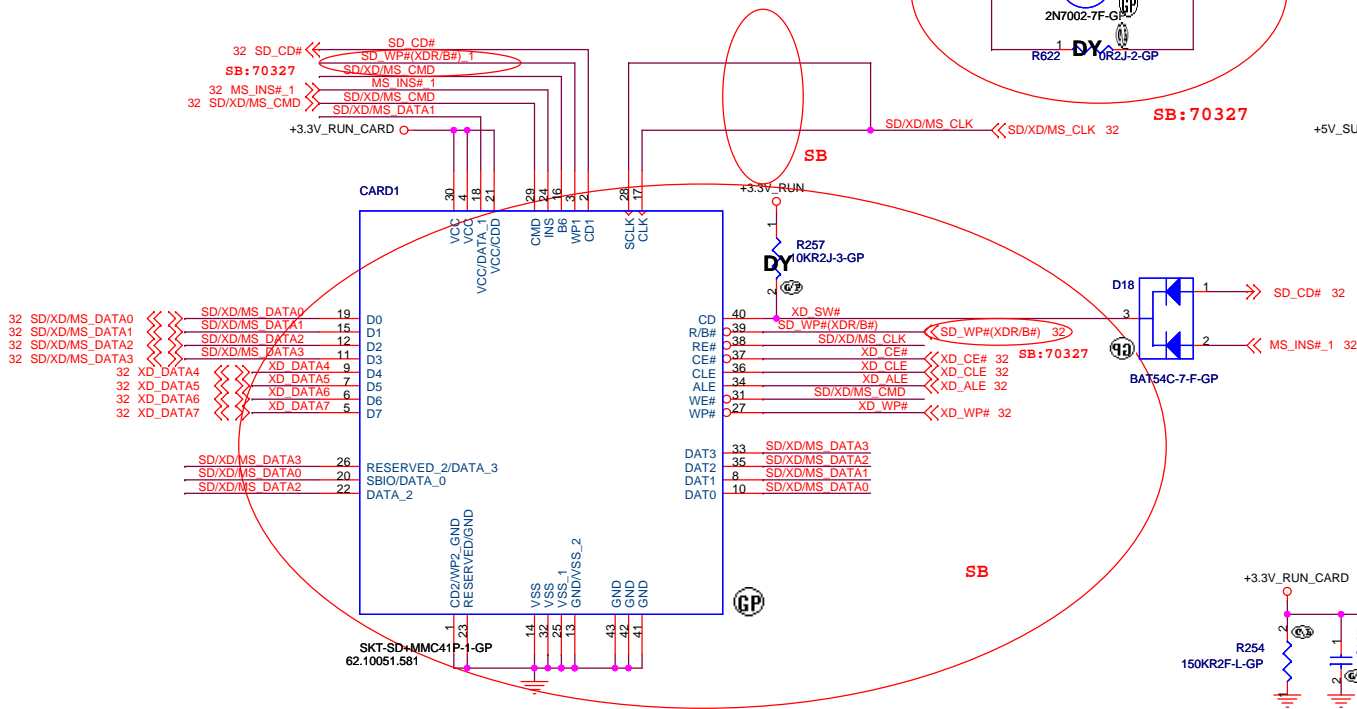 2N7002-7F-GP
GP
1
R622
DY
0R2J-2-GP
SB:70327
32 SD_CD#
SD_CD#
SD_WP#(XDR/B#)_1
SB:70327
SD/XD/MS_CMD
32 MS_INS#_1
MS_INS#_1
32 SD/XD/MS_CMD
SD/XD/MS_CMD
SD/XD/MS_DATA1
+3.3V_RUN_CARD
SD/XD/MS_CLK
SD/XD/MS_CLK 32
+5V_SU
SB
CARD1
+3.3V_RUN
30 4 18 21 29 24 16 3 2 28 17
VCC
VCC
VCC/DATA_1
VCC/CDD
CMD
INS
B6
WP1
CD1
SCLK
CLK
1
R257
DY
10KR2J-3-GP
2
D18
1
SD_CD# 32
3
2
MS_INS#_1 32
GP
BAT54C-7-F-GP
32 SD/XD/MS_DATA0 SD/XD/MS_DATA0 19 D0
32 SD/XD/MS_DATA1 SD/XD/MS_DATA1 15 D1
32 SD/XD/MS_DATA2 SD/XD/MS_DATA2 12 D2
32 SD/XD/MS_DATA3 SD/XD/MS_DATA3 11 D3
32 XD_DATA4 XD_DATA4 9 D4
32 XD_DATA5 XD_DATA5 7 D5
32 XD_DATA6 XD_DATA6 6 D6
32 XD_DATA7 XD_DATA7 5 D7
CD 40 XD_SW#
R/B# 39 SD_WP#(XDR/B#) SD_WP#(XDR/B#) 32
RE# 38 SD/XD/MS_CLK
SB:70327
CE# 37 XD_CE# XD_CE# 32
CLE 36 XD_CLE XD_CLE 32
ALE 34 XD_ALE XD_ALE 32
WE# 31 SD/XD/MS_CMD
WP# 27 XD_WP# XD_WP# 32
DAT3 33 SD/XD/MS_DATA3
DAT2 35 SD/XD/MS_DATA2
DAT1 8 SD/XD/MS_DATA1
DAT0 10 SD/XD/MS_DATA0
SD/XD/MS_DATA3 26 RESERVED_2/DATA_3
SD/XD/MS_DATA0 20 SBIO/DATA_0
SD/XD/MS_DATA2 22 DATA_2
CD2/WP2_GND
RESERVED/GND
VSS
VSS
VSS_1
GND/VSS_2
GND
GND
GND
1 23 14 32 25 13 43 42 41
SB
GP
SKT-SD+MMC41P-1-GP
62.10051.581
+3.3V_RUN_CARD
2
R254
150KR2F-L-GP
1
1
2